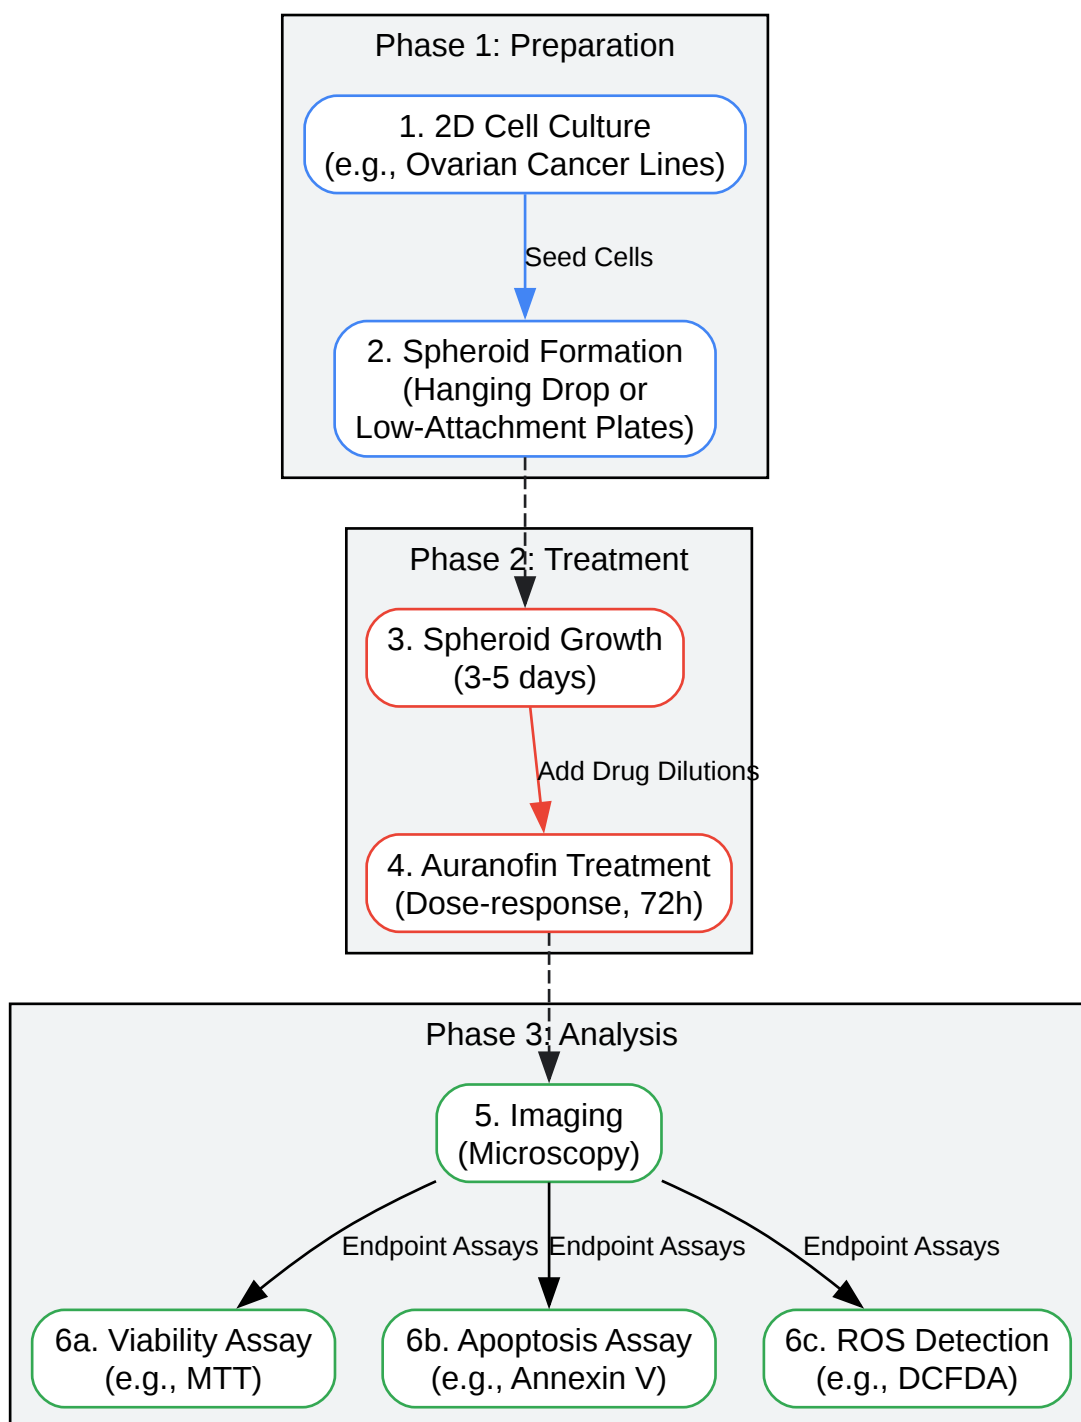 Phase 1: Preparation
1. 2D Cell Culture
(e.g., Ovarian Cancer Lines)
Seed Cells
2. Spheroid Formation
(Hanging Drop or
Low-Attachment Plates)
Phase 2: Treatment
3. Spheroid Growth
(3-5 days)
Add Drug Dilutions
4. Auranofin Treatment
(Dose-response, 72h)
Phase 3: Analysis
5. Imaging
(Microscopy)
Endpoint Assays
Endpoint Assays
Endpoint Assays
6a. Viability Assay
(e.g., MTT)
6b. Apoptosis Assay
(e.g., Annexin V)
6c. ROS Detection
(e.g., DCFDA)